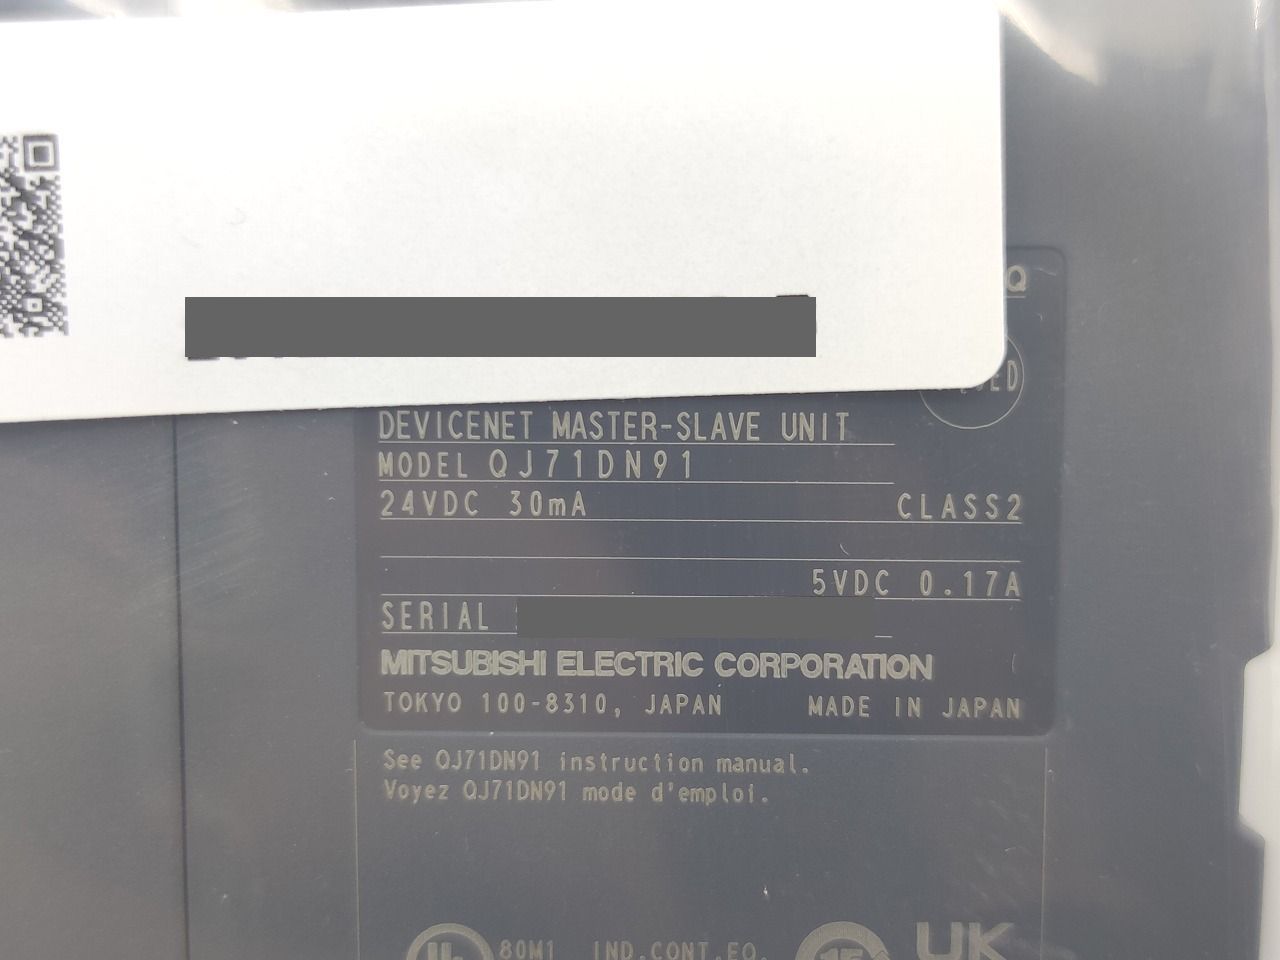 Q
ED
DEVICENET MASTER-SLAVE UNIT
MODEL QJ71DN91
24VDC 30mA CLASS2
5VDC 0.17A
SERIAL
MITSUBISHI ELECTRIC CORPORATION
TOKYO 100-8310, JAPAN MADE IN JAPAN
See QJ71DN91 instruction manual.
Voyez QJ71DN91 mode d'emploi.
80M1 IND.CONT.EQ. UK